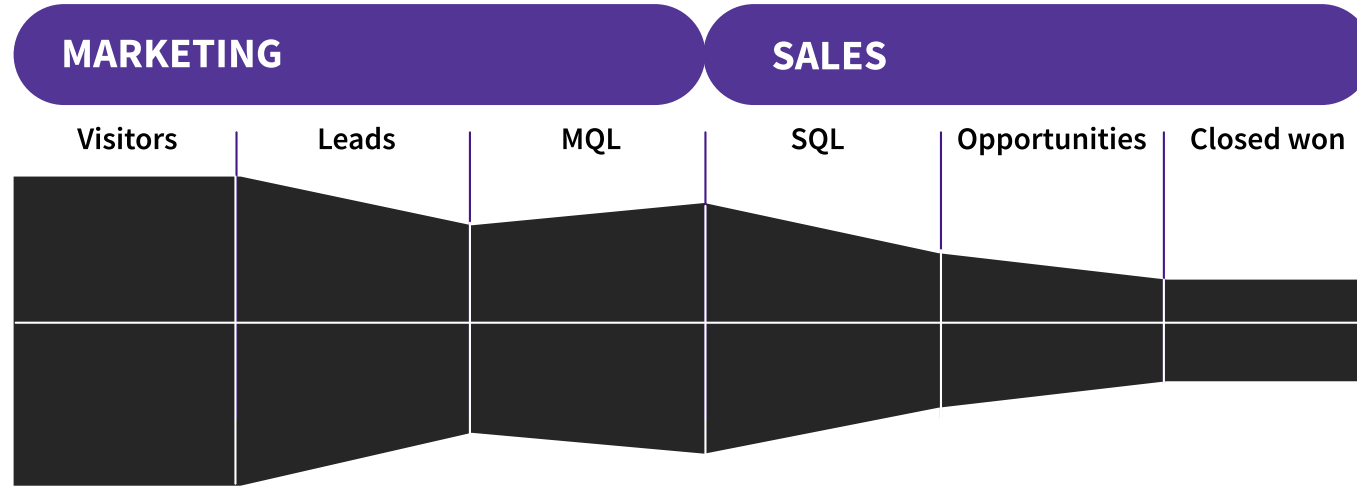 MARKETING SALES
Visitors Leads MQL SQL Opportunities Closed won